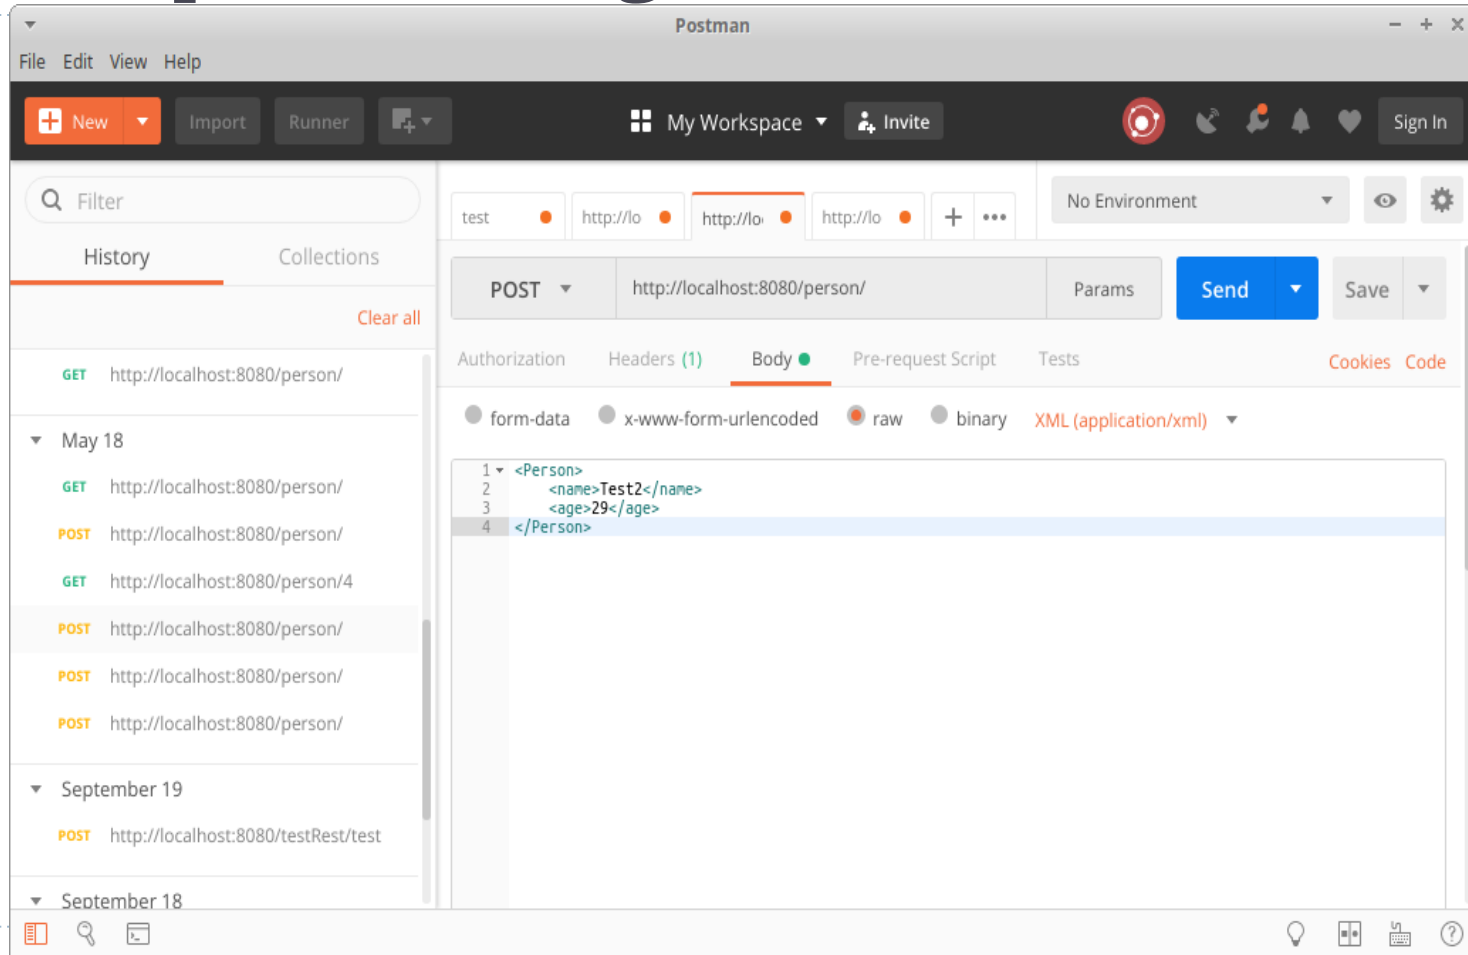 Postman
File Edit View Help
New Import Runner My Workspace Invite Sign In
Filter
History Collections
Clear all
GET http://localhost:8080/person/
May 18
GET http://localhost:8080/person/
POST http://localhost:8080/person/
GET http://localhost:8080/person/4
POST http://localhost:8080/person/
POST http://localhost:8080/person/
POST http://localhost:8080/person/
September 19
POST http://localhost:8080/testRest/test
September 18
test http://lo http://lo http://lo + •••
No Environment
POST http://localhost:8080/person/ Params Send Save
Authorization Headers (1) Body Pre-request Script Tests Cookies Code
form-data x-www-form-urlencoded raw binary XML (application/xml)
1 <Person>
2 <name>Test2</name>
3 <age>29</age>
4 </Person>